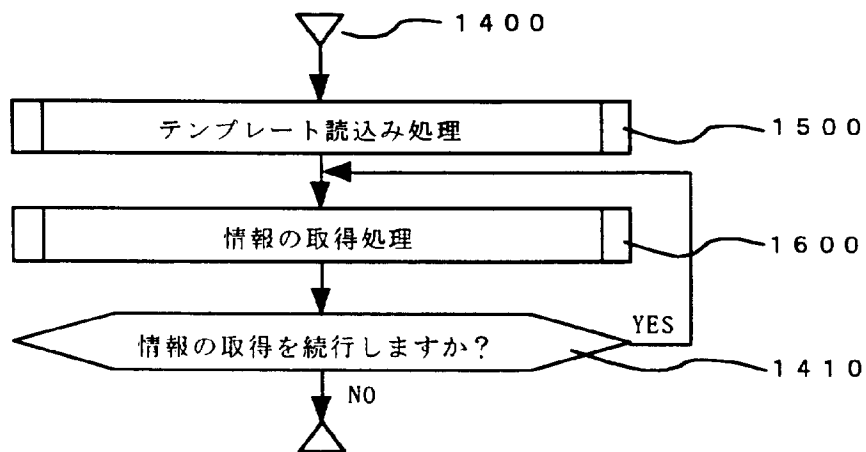 １４００
テンプレート読込み処理
１５００
情報の取得処理
１６００
YES
情報の取得を続行しますか？
１４１０
NO